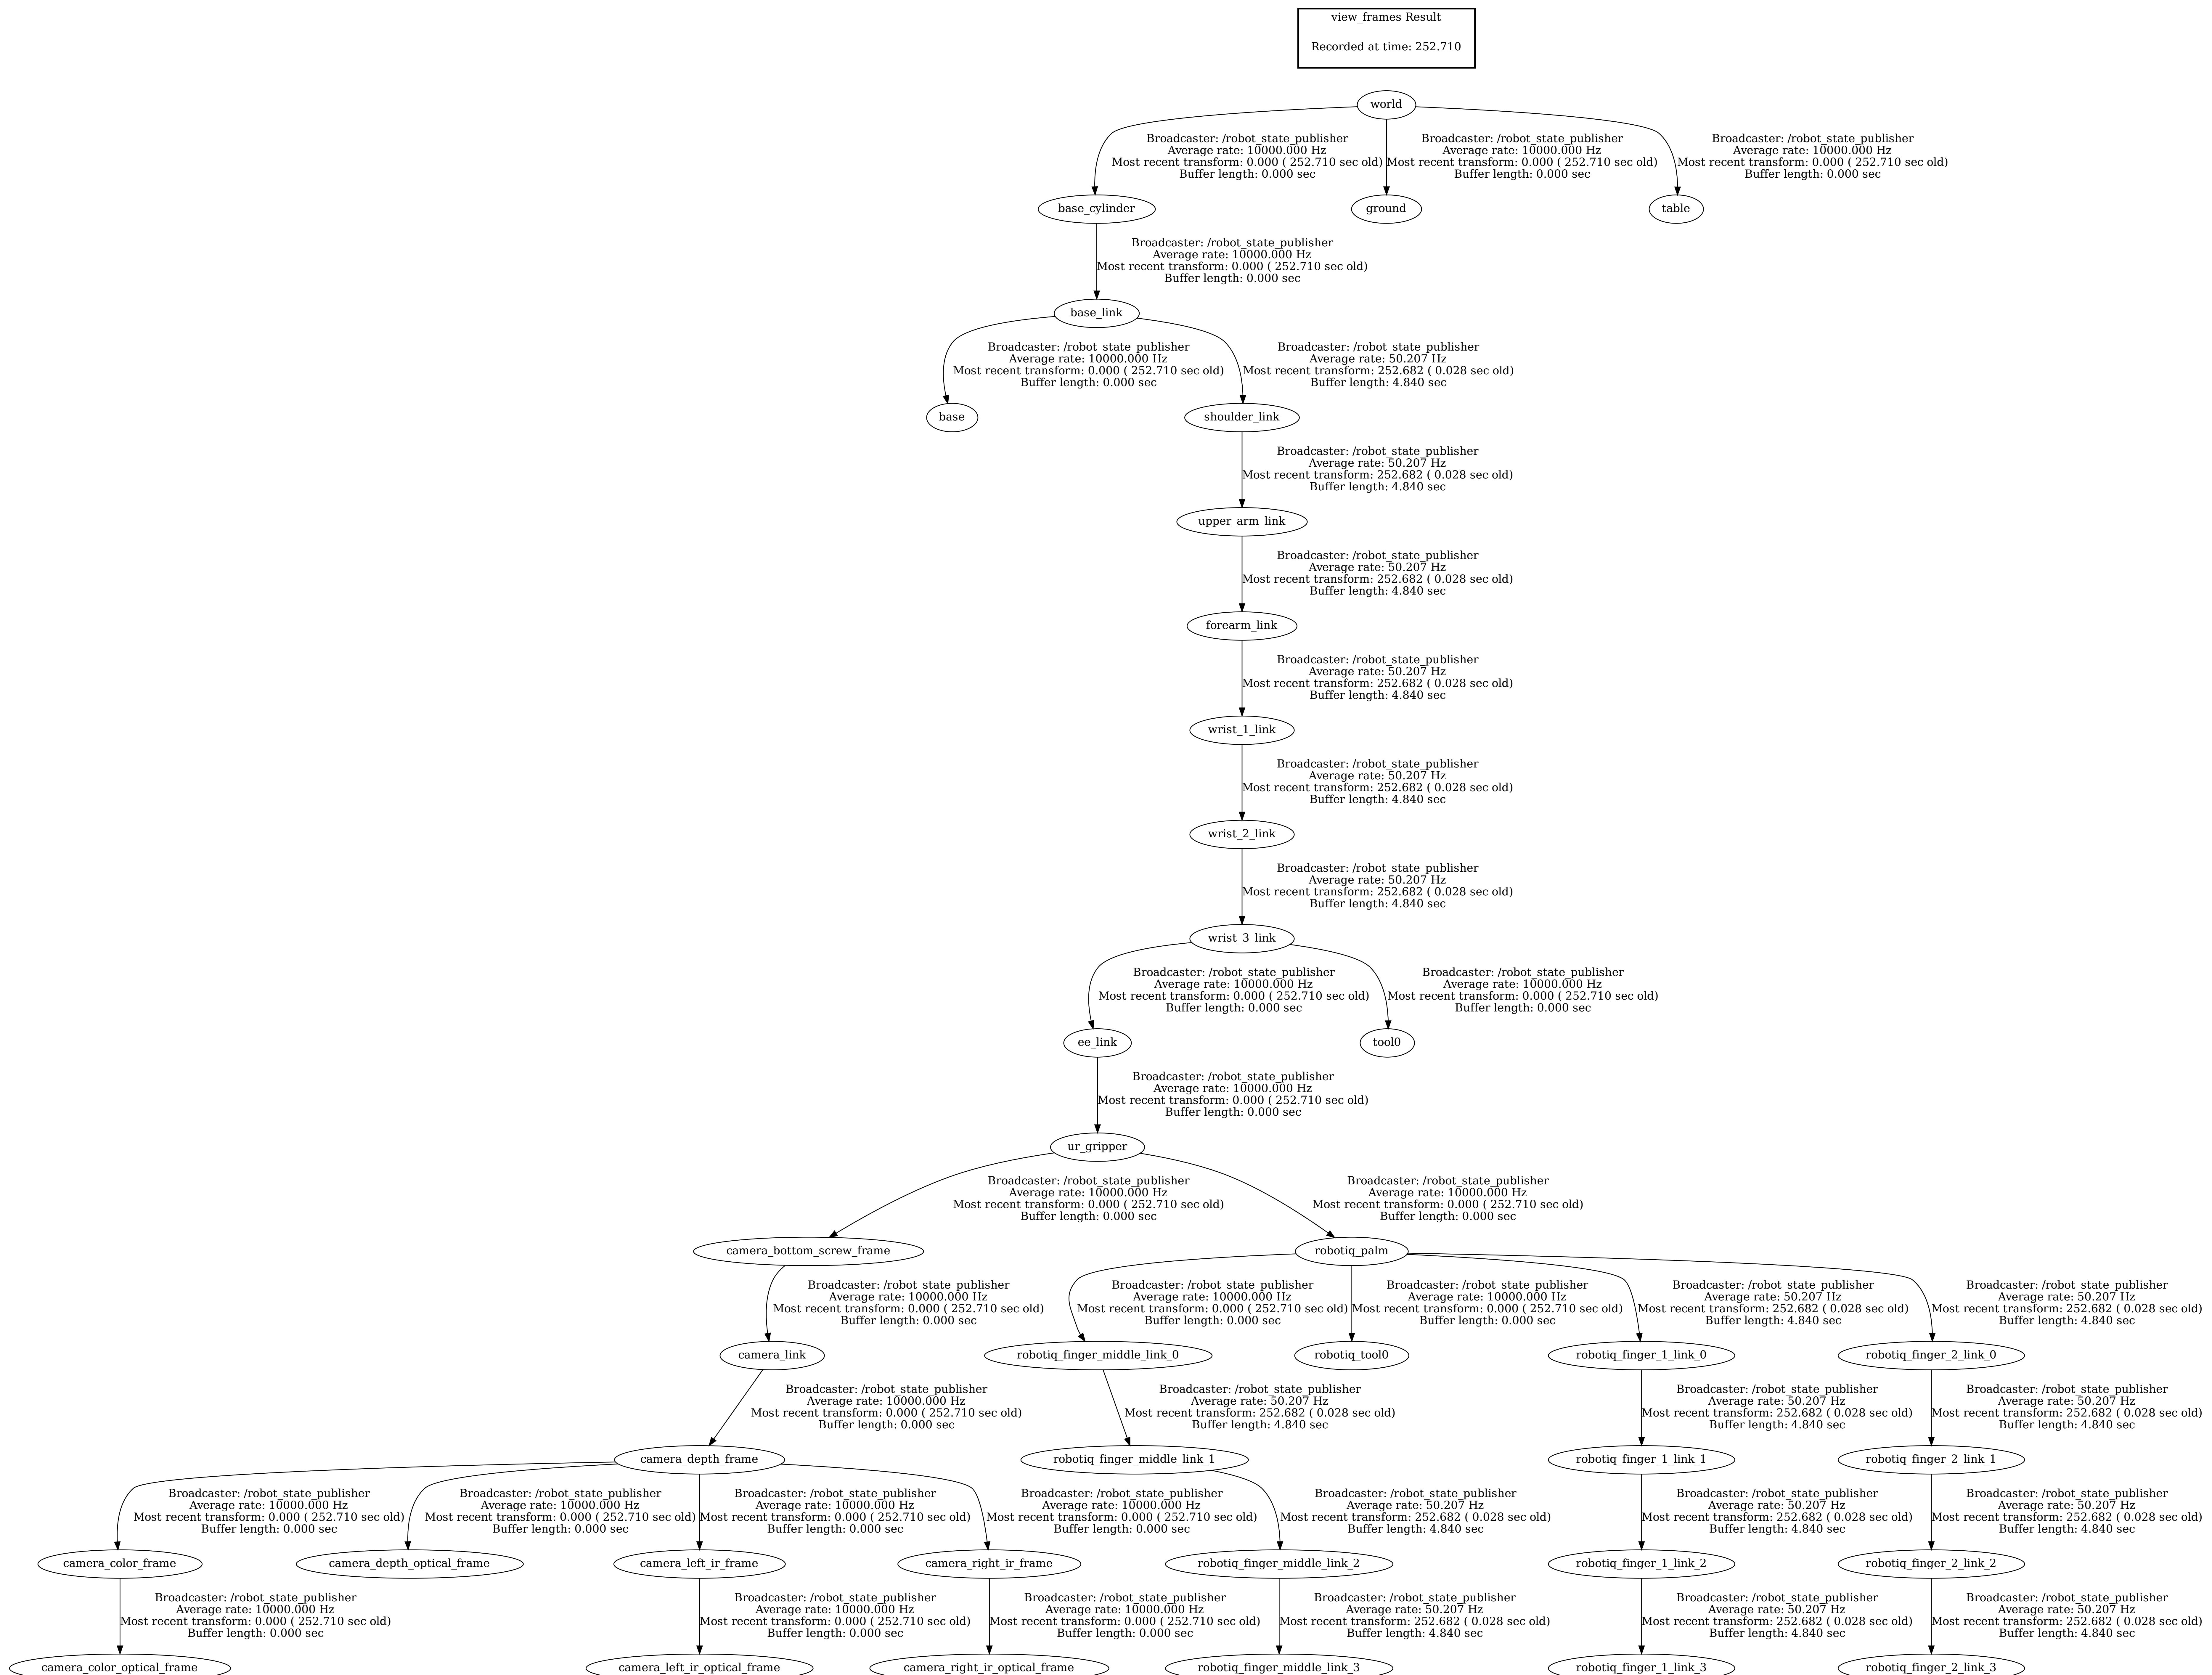 view_frames Result
Recorded at time: 252.710
world
Broadcaster: /robot_state_publisher
Average rate: 10000.000 Hz
Most recent transform: 0.000 ( 252.710 sec old)
Buffer length: 0.000 sec
Broadcaster: /robot_state_publisher
Average rate: 10000.000 Hz
Most recent transform: 0.000 ( 252.710 sec old)
Buffer length: 0.000 sec
Broadcaster: /robot_state_publisher
Average rate: 10000.000 Hz
Most recent transform: 0.000 ( 252.710 sec old)
Buffer length: 0.000 sec
base_cylinder
ground
table
Broadcaster: /robot_state_publisher
Average rate: 10000.000 Hz
Most recent transform: 0.000 ( 252.710 sec old)
Buffer length: 0.000 sec
base_link
Broadcaster: /robot_state_publisher
Average rate: 10000.000 Hz
Most recent transform: 0.000 ( 252.710 sec old)
Buffer length: 0.000 sec
Broadcaster: /robot_state_publisher
Average rate: 50.207 Hz
Most recent transform: 252.682 ( 0.028 sec old)
Buffer length: 4.840 sec
base
shoulder_link
Broadcaster: /robot_state_publisher
Average rate: 50.207 Hz
Most recent transform: 252.682 ( 0.028 sec old)
Buffer length: 4.840 sec
upper_arm_link
Broadcaster: /robot_state_publisher
Average rate: 50.207 Hz
Most recent transform: 252.682 ( 0.028 sec old)
Buffer length: 4.840 sec
forearm_link
Broadcaster: /robot_state_publisher
Average rate: 50.207 Hz
Most recent transform: 252.682 ( 0.028 sec old)
Buffer length: 4.840 sec
wrist_1_link
Broadcaster: /robot_state_publisher
Average rate: 50.207 Hz
Most recent transform: 252.682 ( 0.028 sec old)
Buffer length: 4.840 sec
wrist_2_link
Broadcaster: /robot_state_publisher
Average rate: 50.207 Hz
Most recent transform: 252.682 ( 0.028 sec old)
Buffer length: 4.840 sec
wrist_3_link
Broadcaster: /robot_state_publisher
Average rate: 10000.000 Hz
Most recent transform: 0.000 ( 252.710 sec old)
Buffer length: 0.000 sec
Broadcaster: /robot_state_publisher
Average rate: 10000.000 Hz
Most recent transform: 0.000 ( 252.710 sec old)
Buffer length: 0.000 sec
ee_link
tool0
Broadcaster: /robot_state_publisher
Average rate: 10000.000 Hz
Most recent transform: 0.000 ( 252.710 sec old)
Buffer length: 0.000 sec
ur_gripper
Broadcaster: /robot_state_publisher
Average rate: 10000.000 Hz
Most recent transform: 0.000 ( 252.710 sec old)
Buffer length: 0.000 sec
Broadcaster: /robot_state_publisher
Average rate: 10000.000 Hz
Most recent transform: 0.000 ( 252.710 sec old)
Buffer length: 0.000 sec
camera_bottom_screw_frame
robotiq_palm
Broadcaster: /robot_state_publisher
Average rate: 10000.000 Hz
Most recent transform: 0.000 ( 252.710 sec old)
Buffer length: 0.000 sec
Broadcaster: /robot_state_publisher
Average rate: 10000.000 Hz
Most recent transform: 0.000 ( 252.710 sec old)
Buffer length: 0.000 sec
Broadcaster: /robot_state_publisher
Average rate: 10000.000 Hz
Most recent transform: 0.000 ( 252.710 sec old)
Buffer length: 0.000 sec
Broadcaster: /robot_state_publisher
Average rate: 50.207 Hz
Most recent transform: 252.682 ( 0.028 sec old)
Buffer length: 4.840 sec
Broadcaster: /robot_state_publisher
Average rate: 50.207 Hz
Most recent transform: 252.682 ( 0.028 sec old)
Buffer length: 4.840 sec
camera_link
robotiq_finger_middle_link_0
robotiq_tool0
robotiq_finger_1_link_0
robotiq_finger_2_link_0
Broadcaster: /robot_state_publisher
Average rate: 10000.000 Hz
Most recent transform: 0.000 ( 252.710 sec old)
Buffer length: 0.000 sec
Broadcaster: /robot_state_publisher
Average rate: 50.207 Hz
Most recent transform: 252.682 ( 0.028 sec old)
Buffer length: 4.840 sec
Broadcaster: /robot_state_publisher
Average rate: 50.207 Hz
Most recent transform: 252.682 ( 0.028 sec old)
Buffer length: 4.840 sec
Broadcaster: /robot_state_publisher
Average rate: 50.207 Hz
Most recent transform: 252.682 ( 0.028 sec old)
Buffer length: 4.840 sec
camera_depth_frame
robotiq_finger_middle_link_1
robotiq_finger_1_link_1
robotiq_finger_2_link_1
Broadcaster: /robot_state_publisher
Average rate: 10000.000 Hz
Most recent transform: 0.000 ( 252.710 sec old)
Buffer length: 0.000 sec
Broadcaster: /robot_state_publisher
Average rate: 10000.000 Hz
Most recent transform: 0.000 ( 252.710 sec old)
Buffer length: 0.000 sec
Broadcaster: /robot_state_publisher
Average rate: 10000.000 Hz
Most recent transform: 0.000 ( 252.710 sec old)
Buffer length: 0.000 sec
Broadcaster: /robot_state_publisher
Average rate: 10000.000 Hz
Most recent transform: 0.000 ( 252.710 sec old)
Buffer length: 0.000 sec
Broadcaster: /robot_state_publisher
Average rate: 50.207 Hz
Most recent transform: 252.682 ( 0.028 sec old)
Buffer length: 4.840 sec
Broadcaster: /robot_state_publisher
Average rate: 50.207 Hz
Most recent transform: 252.682 ( 0.028 sec old)
Buffer length: 4.840 sec
Broadcaster: /robot_state_publisher
Average rate: 50.207 Hz
Most recent transform: 252.682 ( 0.028 sec old)
Buffer length: 4.840 sec
camera_color_frame
camera_depth_optical_frame
camera_left_ir_frame
camera_right_ir_frame
robotiq_finger_middle_link_2
robotiq_finger_1_link_2
robotiq_finger_2_link_2
Broadcaster: /robot_state_publisher
Average rate: 10000.000 Hz
Most recent transform: 0.000 ( 252.710 sec old)
Buffer length: 0.000 sec
Broadcaster: /robot_state_publisher
Average rate: 10000.000 Hz
Most recent transform: 0.000 ( 252.710 sec old)
Buffer length: 0.000 sec
Broadcaster: /robot_state_publisher
Average rate: 10000.000 Hz
Most recent transform: 0.000 ( 252.710 sec old)
Buffer length: 0.000 sec
Broadcaster: /robot_state_publisher
Average rate: 50.207 Hz
Most recent transform: 252.682 ( 0.028 sec old)
Buffer length: 4.840 sec
Broadcaster: /robot_state_publisher
Average rate: 50.207 Hz
Most recent transform: 252.682 ( 0.028 sec old)
Buffer length: 4.840 sec
Broadcaster: /robot_state_publisher
Average rate: 50.207 Hz
Most recent transform: 252.682 ( 0.028 sec old)
Buffer length: 4.840 sec
camera_color_optical_frame
camera_left_ir_optical_frame
camera_right_ir_optical_frame
robotiq_finger_middle_link_3
robotiq_finger_1_link_3
robotiq_finger_2_link_3